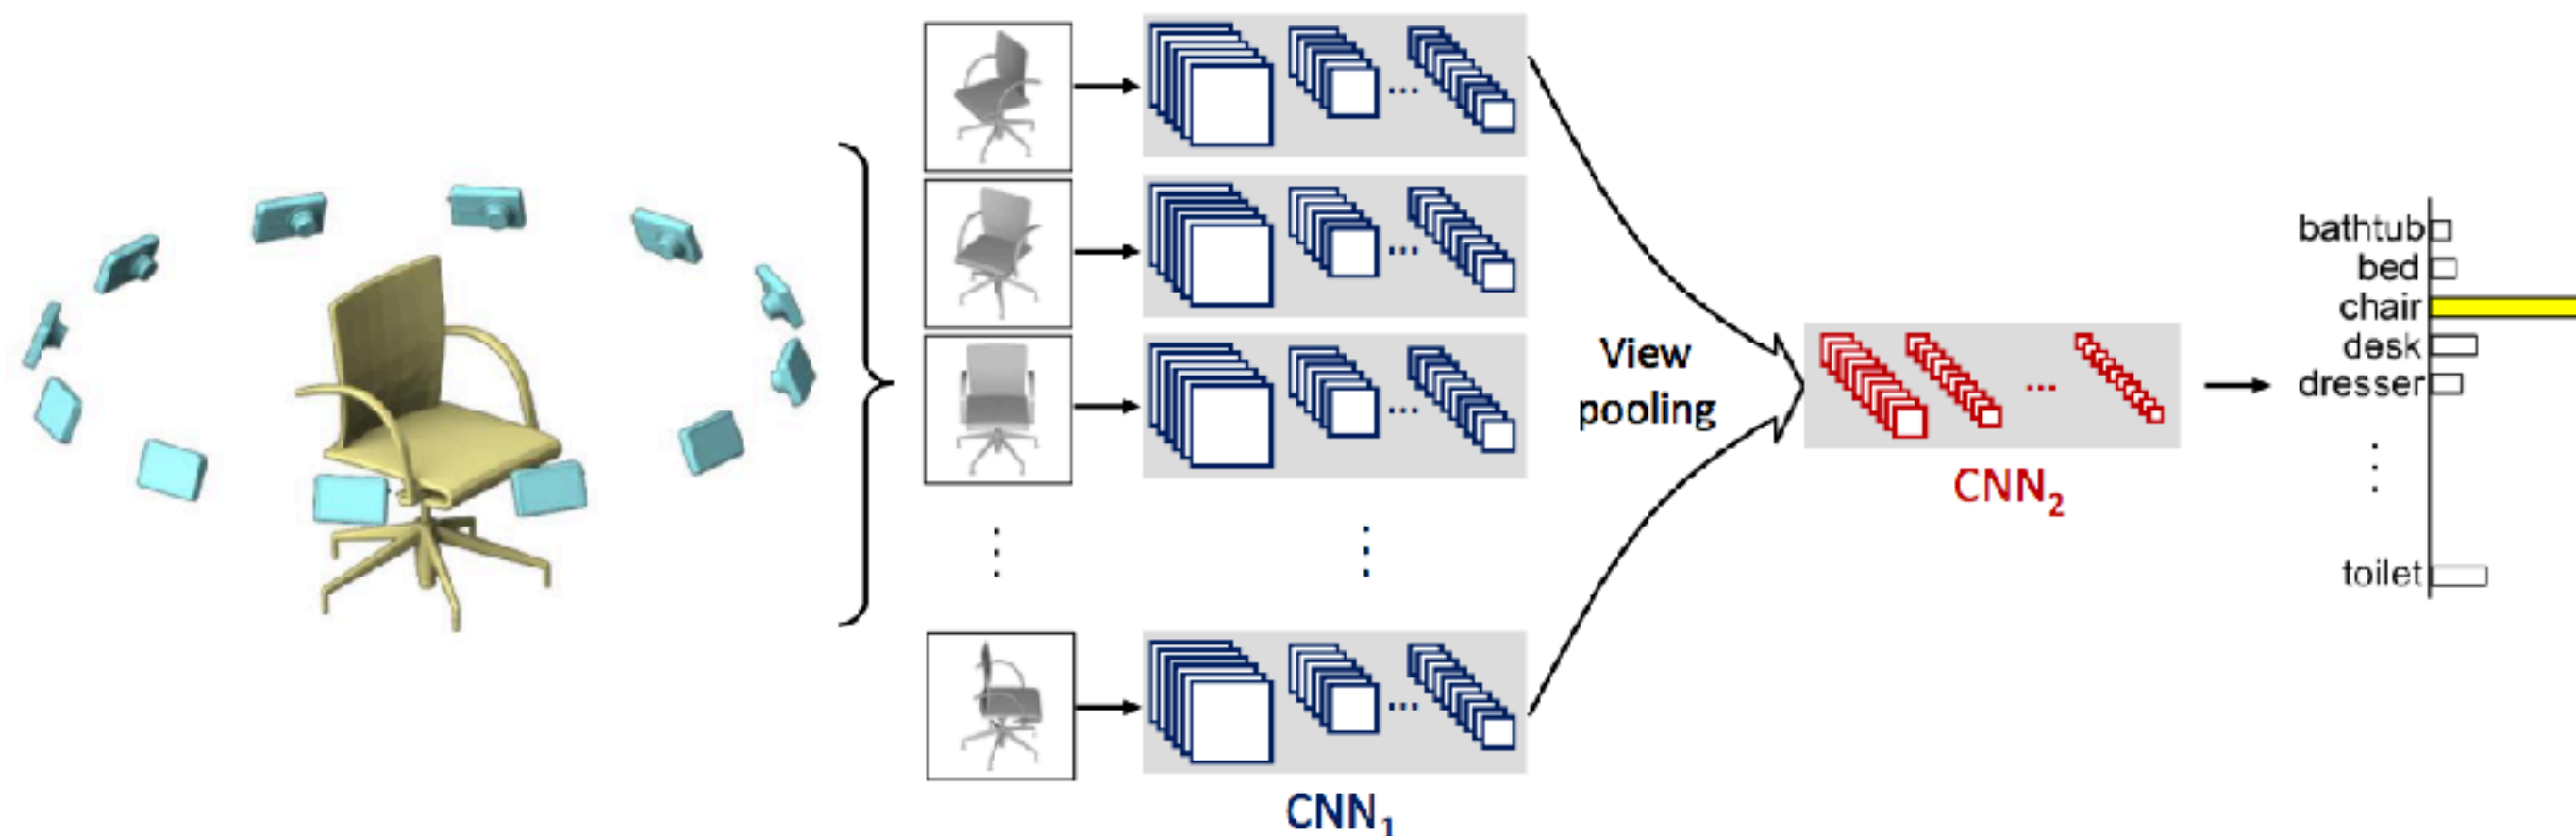 View
pooling
CNN1
CNN2
bathtub
bed
chair
desk
dresser
toilet